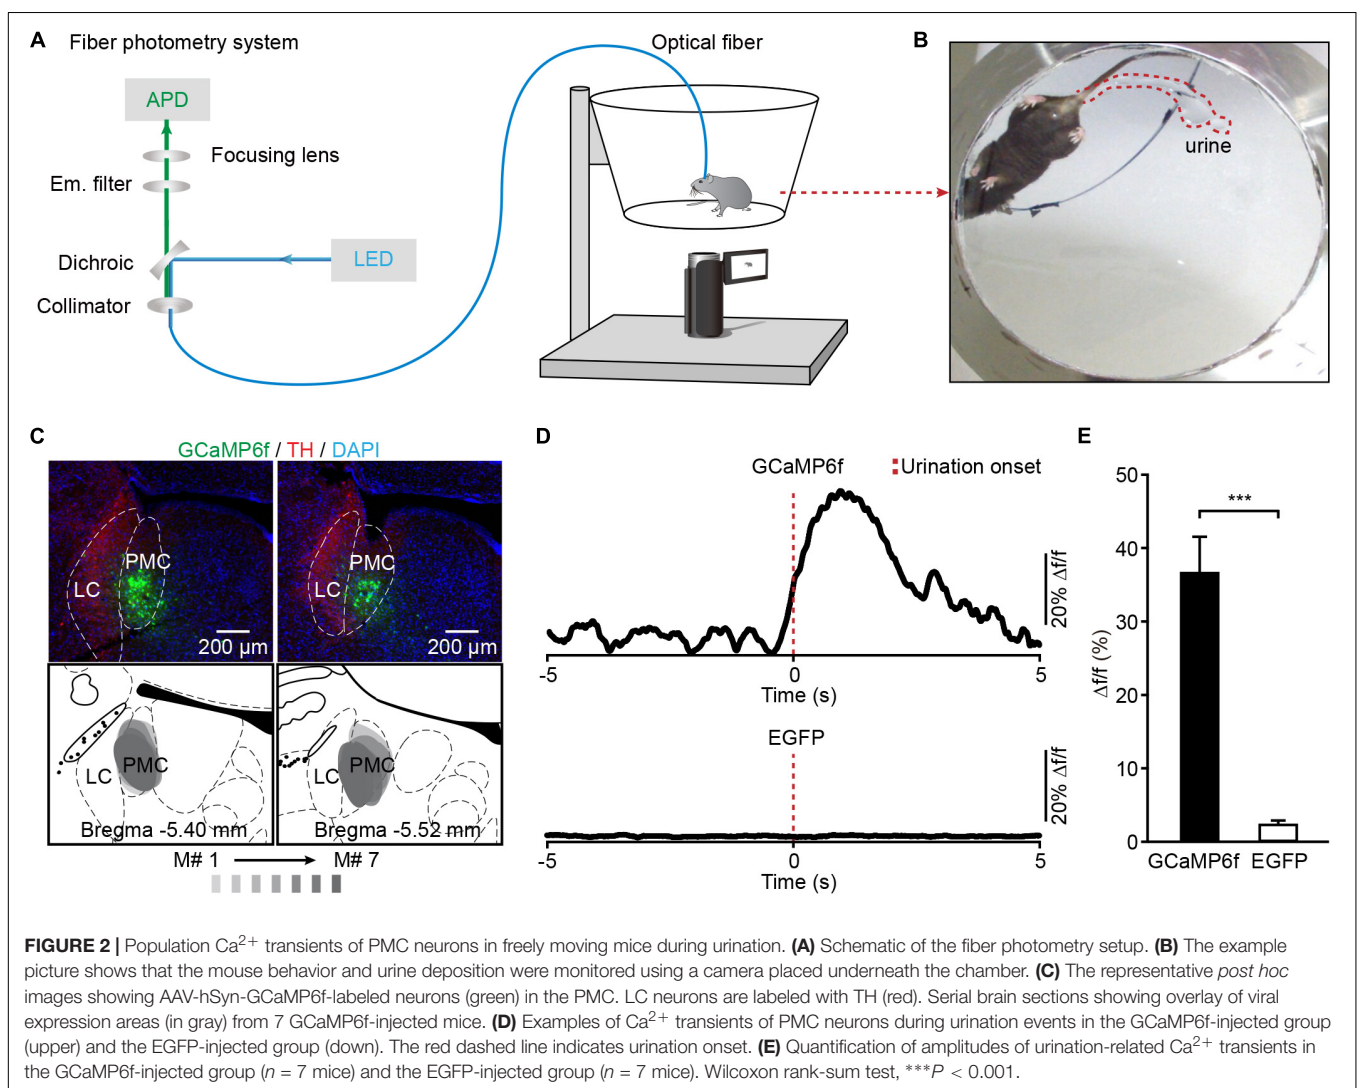 A
Fiber photometry system
Optical fiber
APD
Focusing lens
Em. filter
Dichroic
LED
Collimator
B
urine
C
GCaMP6f / TH / DAPI
PMC
LC
200 µm
PMC
LC
200 µm
LC
PMC
Bregma -5.40 mm
LC
PMC
Bregma -5.52 mm
M# 1
M# 7
D
GCaMP6f
Urination onset
20% Δf/f
-5
0
5
Time (s)
EGFP
20% Δf/f
-5
0
5
Time (s)
E
50
40
30
20
10
0
Δf/f (%)
***
GCaMP6f
EGFP
FIGURE 2 | Population Ca2+ transients of PMC neurons in freely moving mice during urination. (A) Schematic of the fiber photometry setup. (B) The example
picture shows that the mouse behavior and urine deposition were monitored using a camera placed underneath the chamber. (C) The representative post hoc
images showing AAV-hSyn-GCaMP6f-labeled neurons (green) in the PMC. LC neurons are labeled with TH (red). Serial brain sections showing overlay of viral
expression areas (in gray) from 7 GCaMP6f-injected mice. (D) Examples of Ca2+ transients of PMC neurons during urination events in the GCaMP6f-injected group
(upper) and the EGFP-injected group (down). The red dashed line indicates urination onset. (E) Quantification of amplitudes of urination-related Ca2+ transients in
the GCaMP6f-injected group (n = 7 mice) and the EGFP-injected group (n = 7 mice). Wilcoxon rank-sum test, ***P < 0.001.